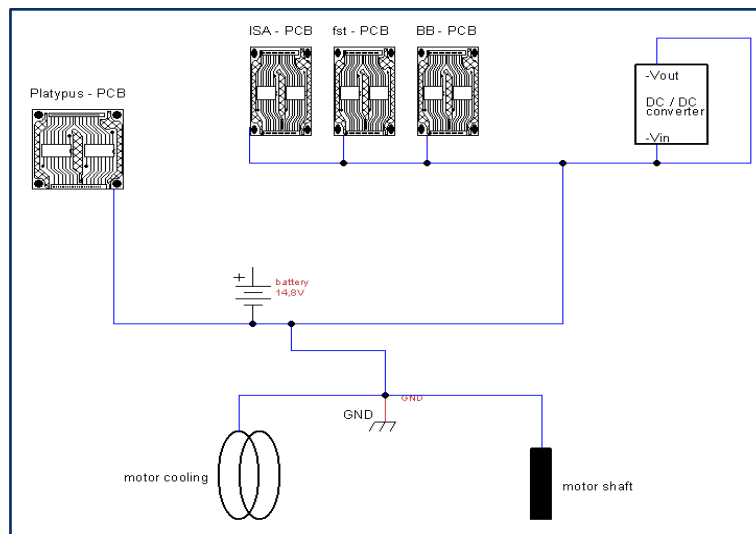 ISA - PCB
fst - PCB
BB - PCB
Platypus - PCB
-Vout
DC / DC
converter
-Vin
+
battery
14,8V
GND
GND
motor cooling
motor shaft